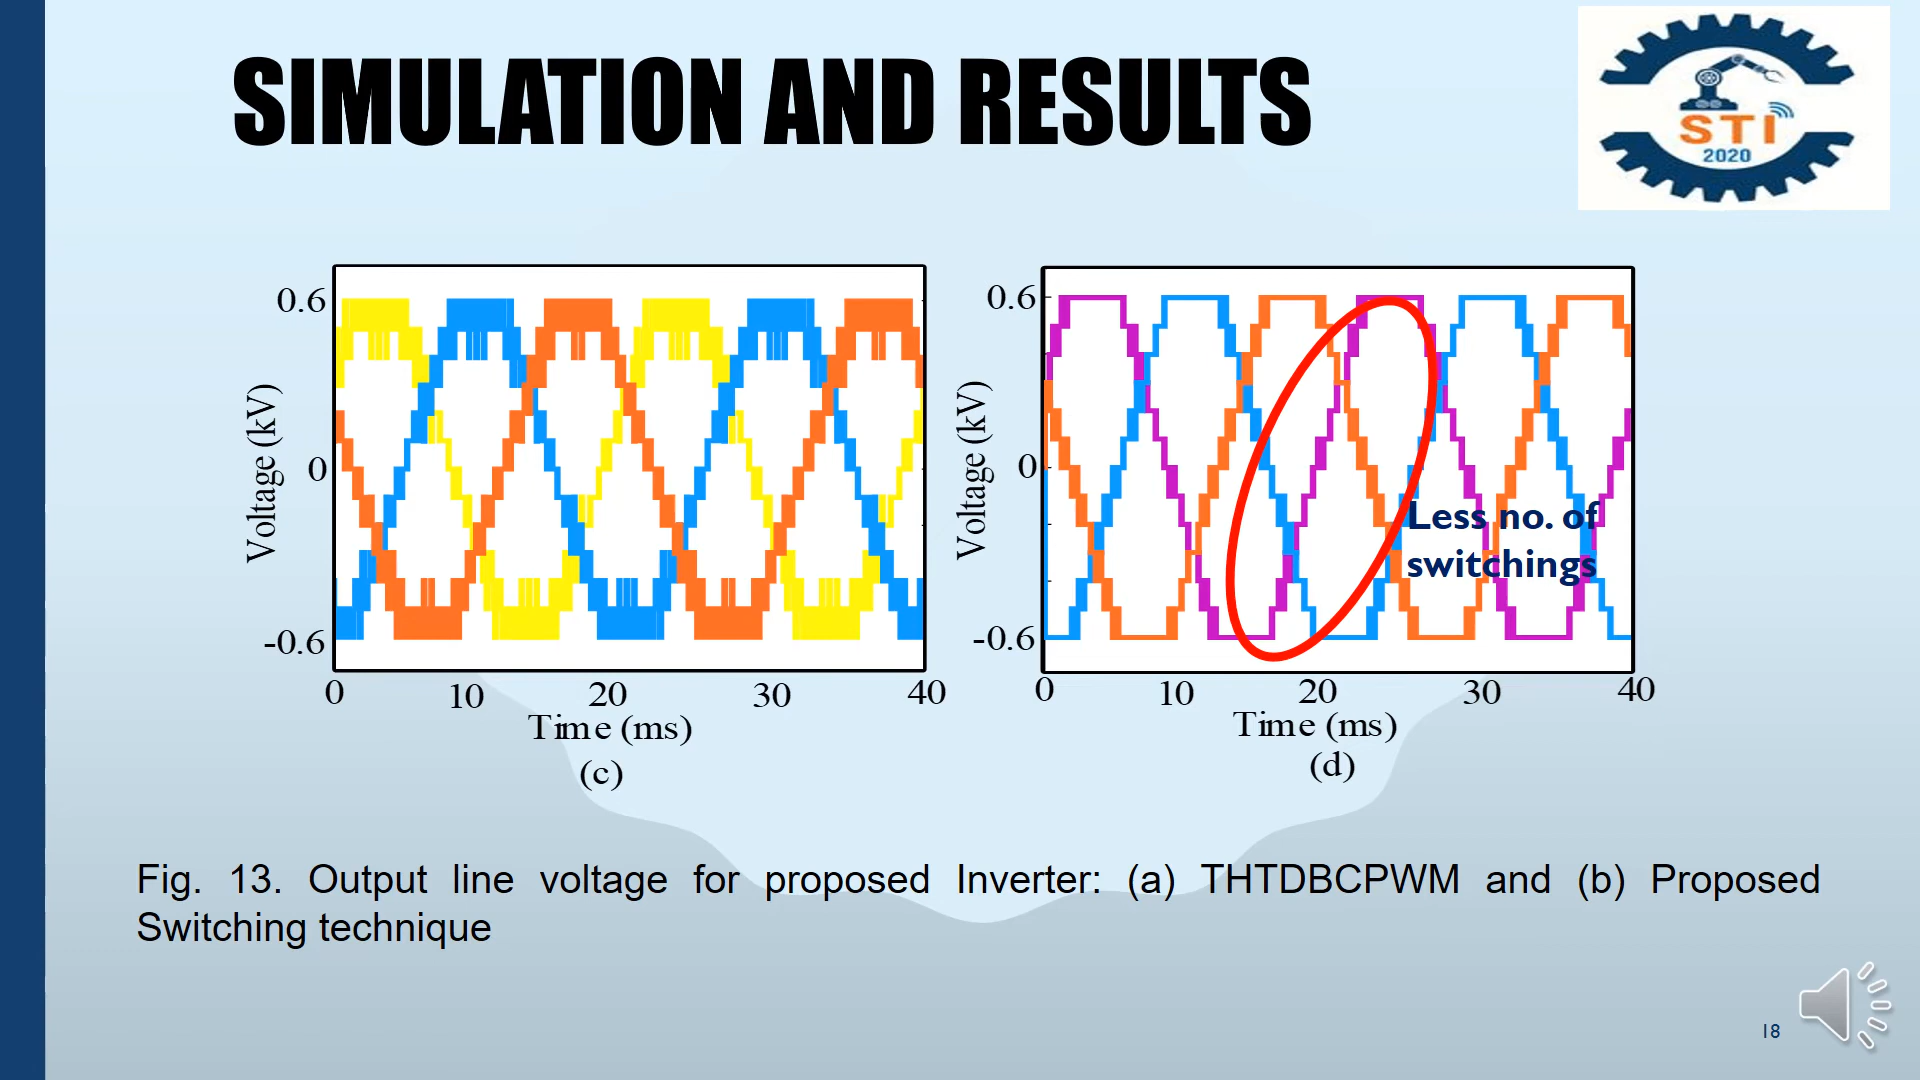 SIMULATION AND RESULTS
STI
2020
0.6
0
-0.6
Voltage (kV)
0 10 20 30 40
Time (ms)
(c)
0.6
0
-0.6
Voltage (kV)
Less no. of
switchings
0 10 20 30 40
Time (ms)
(d)
Fig. 13. Output line voltage for proposed Inverter: (a) THTDBCPWM and (b) Proposed
Switching technique
18